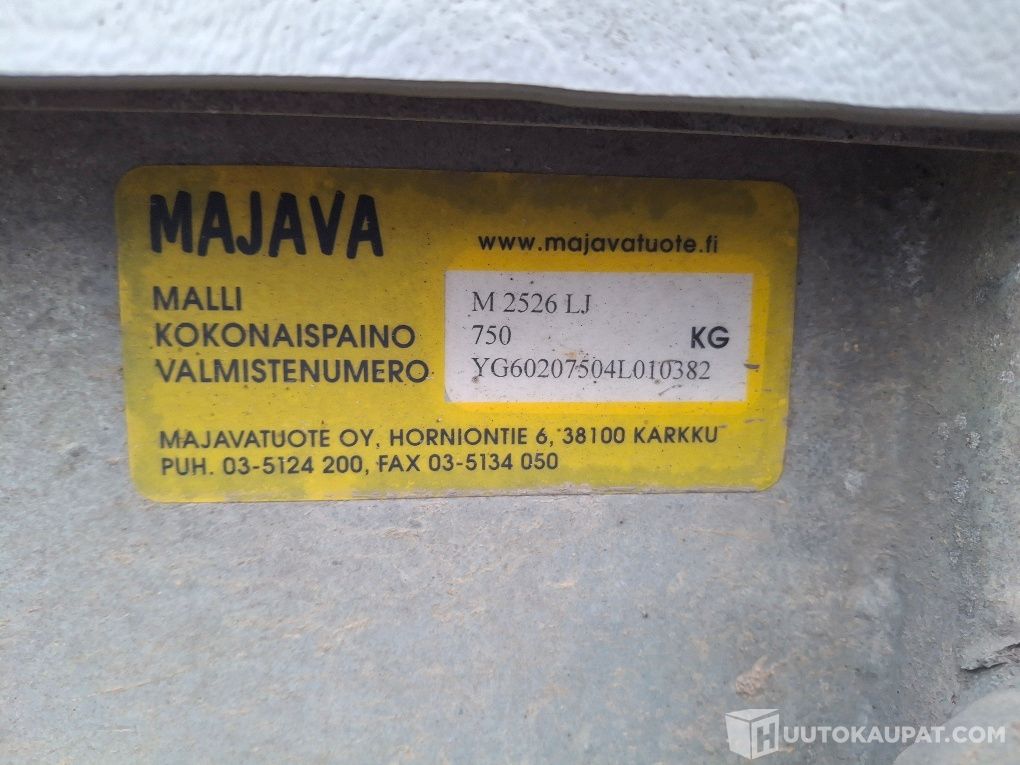 MAJAVA
www.majavatuote.fi
MALLI M 2526 LJ
KOKONAISPAINO 750 KG
VALMISTENUMERO YG60207504L010382
MAJAVATUOTE OY, HORNIONTIE 6, 38100 KARKKU
PUH. 03-5124 200, FAX 03-5134 050
HUUTOKAUPAT.COM